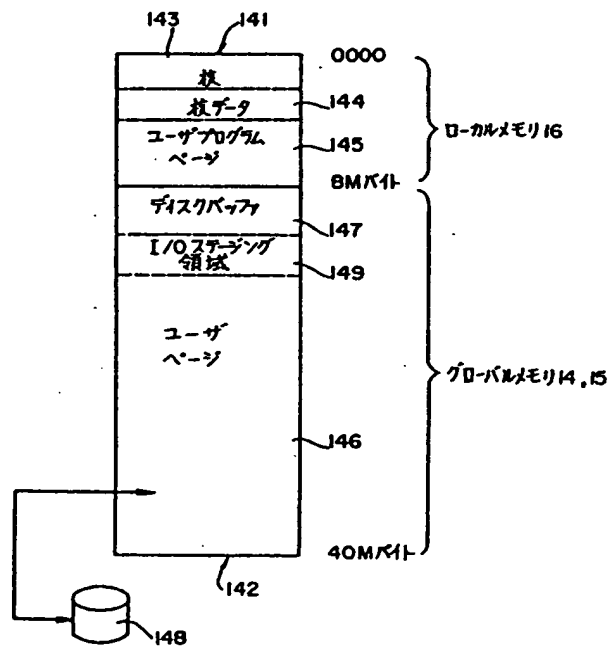 143
141
0000
核
核データ
144
ユーザプログラム
ページ
145
ローカルメモリ16
8Mバイト
ディスクバッファ
147
I/Oステージング
領域
149
ユーザ
ページ
グローバルメモリ14,15
146
40Mバイト
142
148